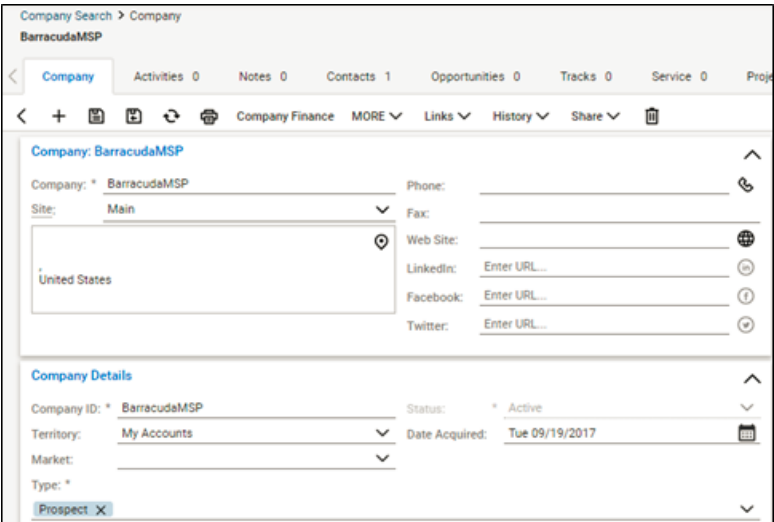 Company Search > Company
BarracudaMSP
Company Activities 0 Notes 0 Contacts 1 Opportunities 0 Tracks 0 Service 0 Proje
Company Finance MORE Links History Share
Company: BarracudaMSP
Company: * BarracudaMSP
Site: Main
,
United States
Phone:
Fax:
Web Site:
LinkedIn: Enter URL...
Facebook: Enter URL...
Twitter: Enter URL...
Company Details
Company ID: * BarracudaMSP
Territory: My Accounts
Market:
Type: *
Prospect X
Status: * Active
Date Acquired: Tue 09/19/2017